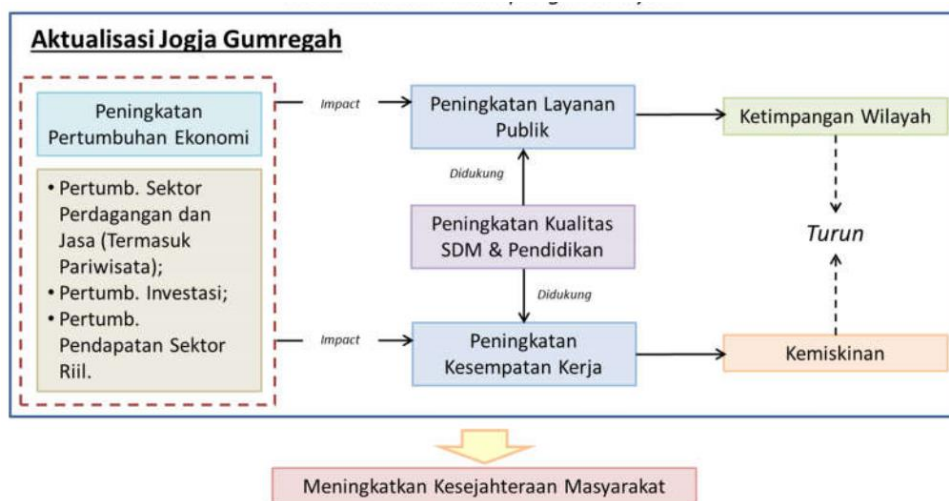 Aktualisasi Jogja Gumregah
Peningkatan
Pertumbuhan Ekonomi
• Pertumb. Sektor
Perdagangan dan
Jasa (Termasuk
Pariwisata);
• Pertumb. Investasi;
• Pertumb.
Pendapatan Sektor
Riil.
Impact
Impact
Peningkatan Layanan
Publik
Didukung
Peningkatan Kualitas
SDM & Pendidikan
Didukung
Peningkatan
Kesempatan Kerja
Ketimpangan Wilayah
Turun
Kemiskinan
Meningkatkan Kesejahteraan Masyarakat